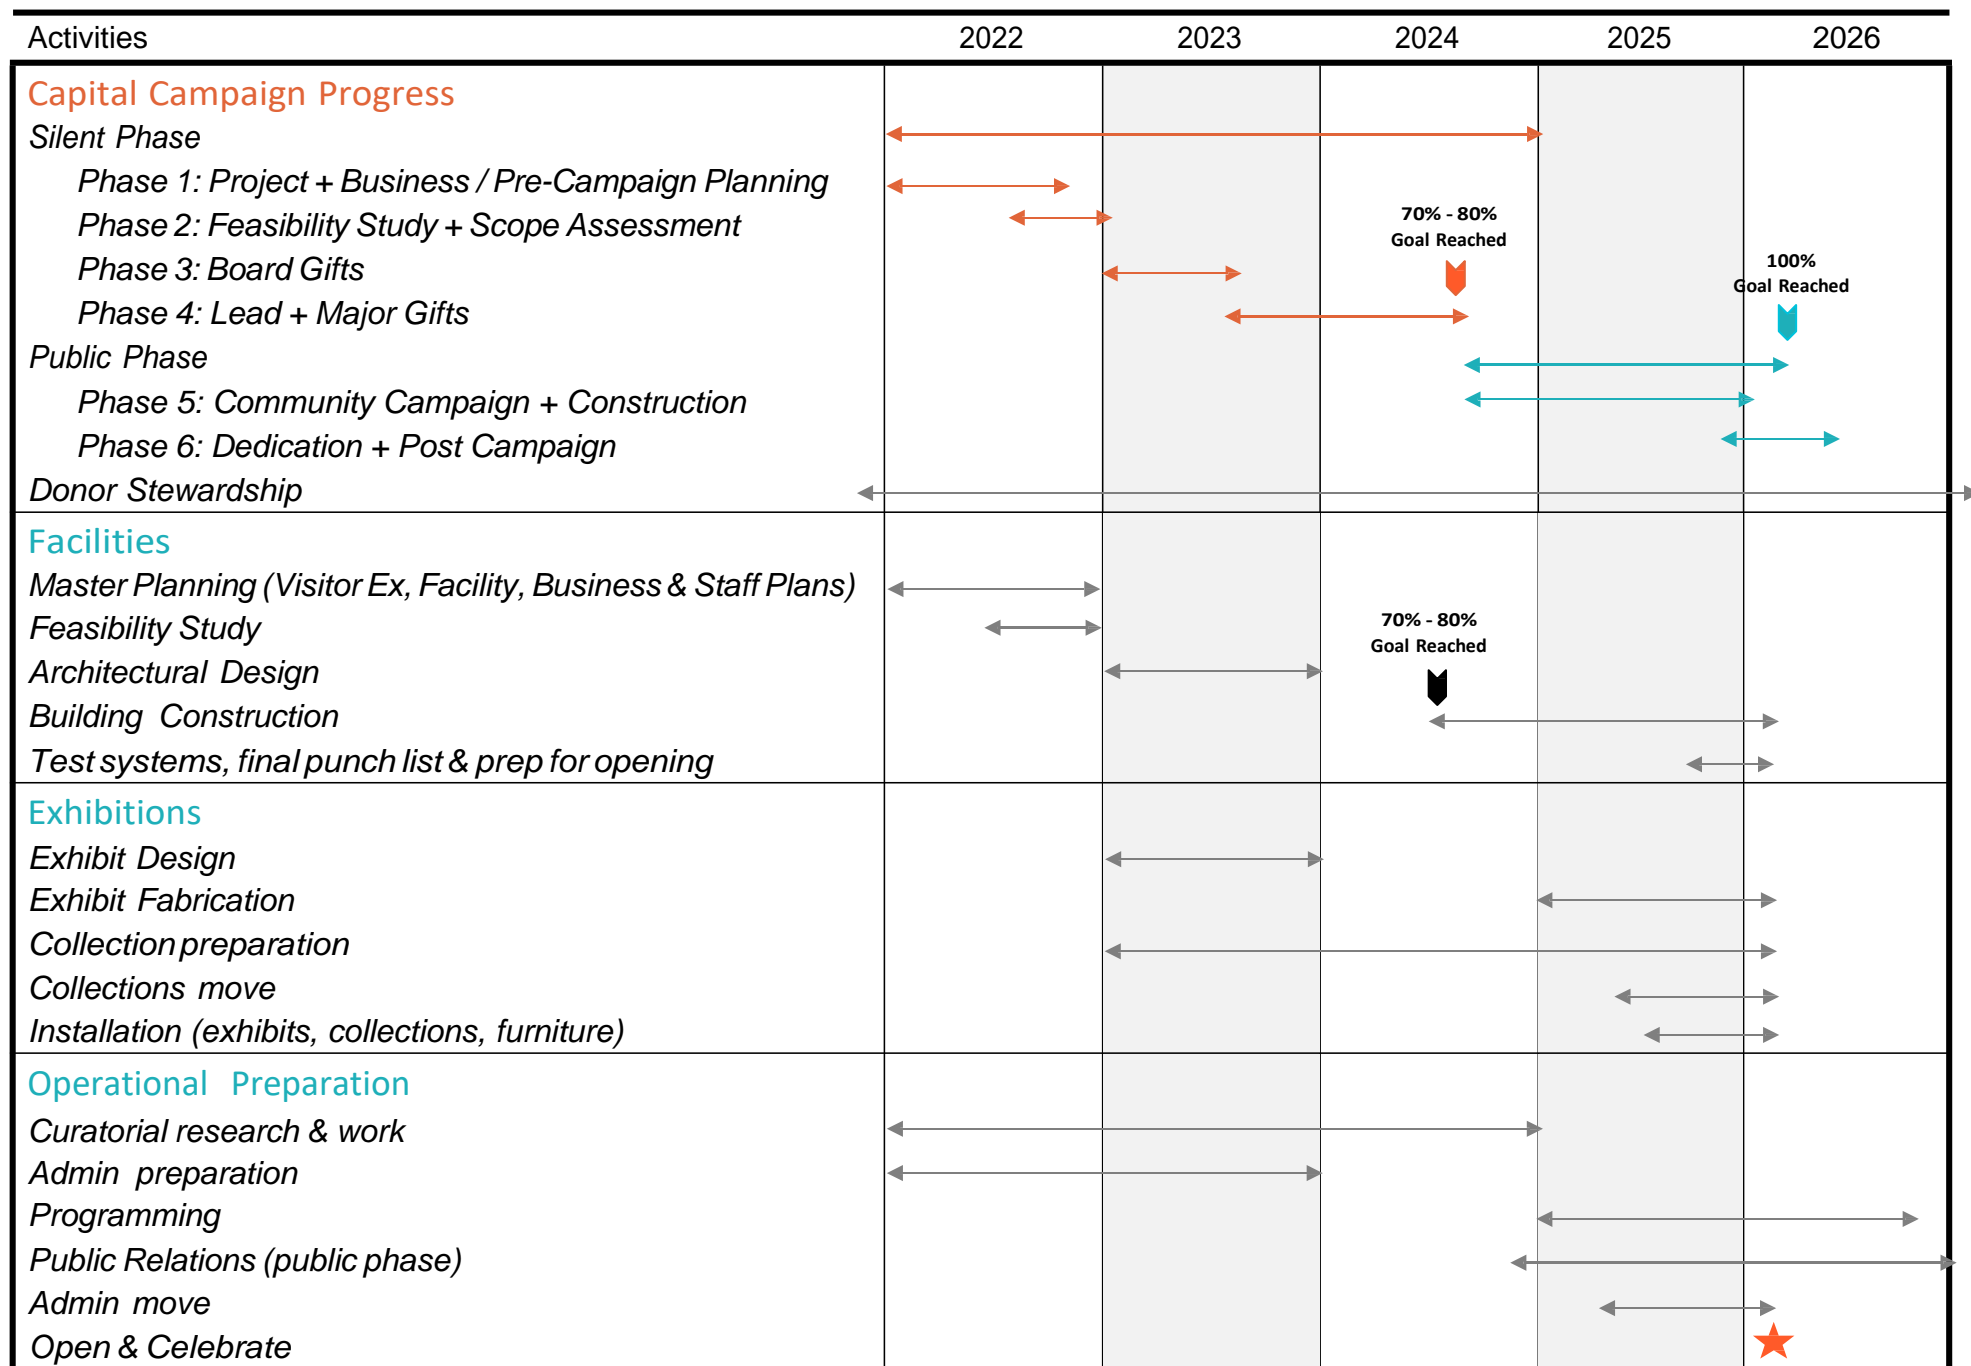 Activities 2022 2023 2024 2025 2026
Capital Campaign Progress
Silent Phase
Phase 1: Project + Business / Pre-Campaign Planning
Phase 2: Feasibility Study + Scope Assessment
70% - 80%
Goal Reached
Phase 3: Board Gifts
100%
Goal Reached
Phase 4: Lead + Major Gifts
Public Phase
Phase 5: Community Campaign + Construction
Phase 6: Dedication + Post Campaign
Donor Stewardship
Facilities
Master Planning (Visitor Ex, Facility, Business & Staff Plans)
Feasibility Study
70% - 80%
Goal Reached
Architectural Design
Building Construction
Test systems, final punch list & prep for opening
Exhibitions
Exhibit Design
Exhibit Fabrication
Collection preparation
Collections move
Installation (exhibits, collections, furniture)
Operational Preparation
Curatorial research & work
Admin preparation
Programming
Public Relations (public phase)
Admin move
Open & Celebrate